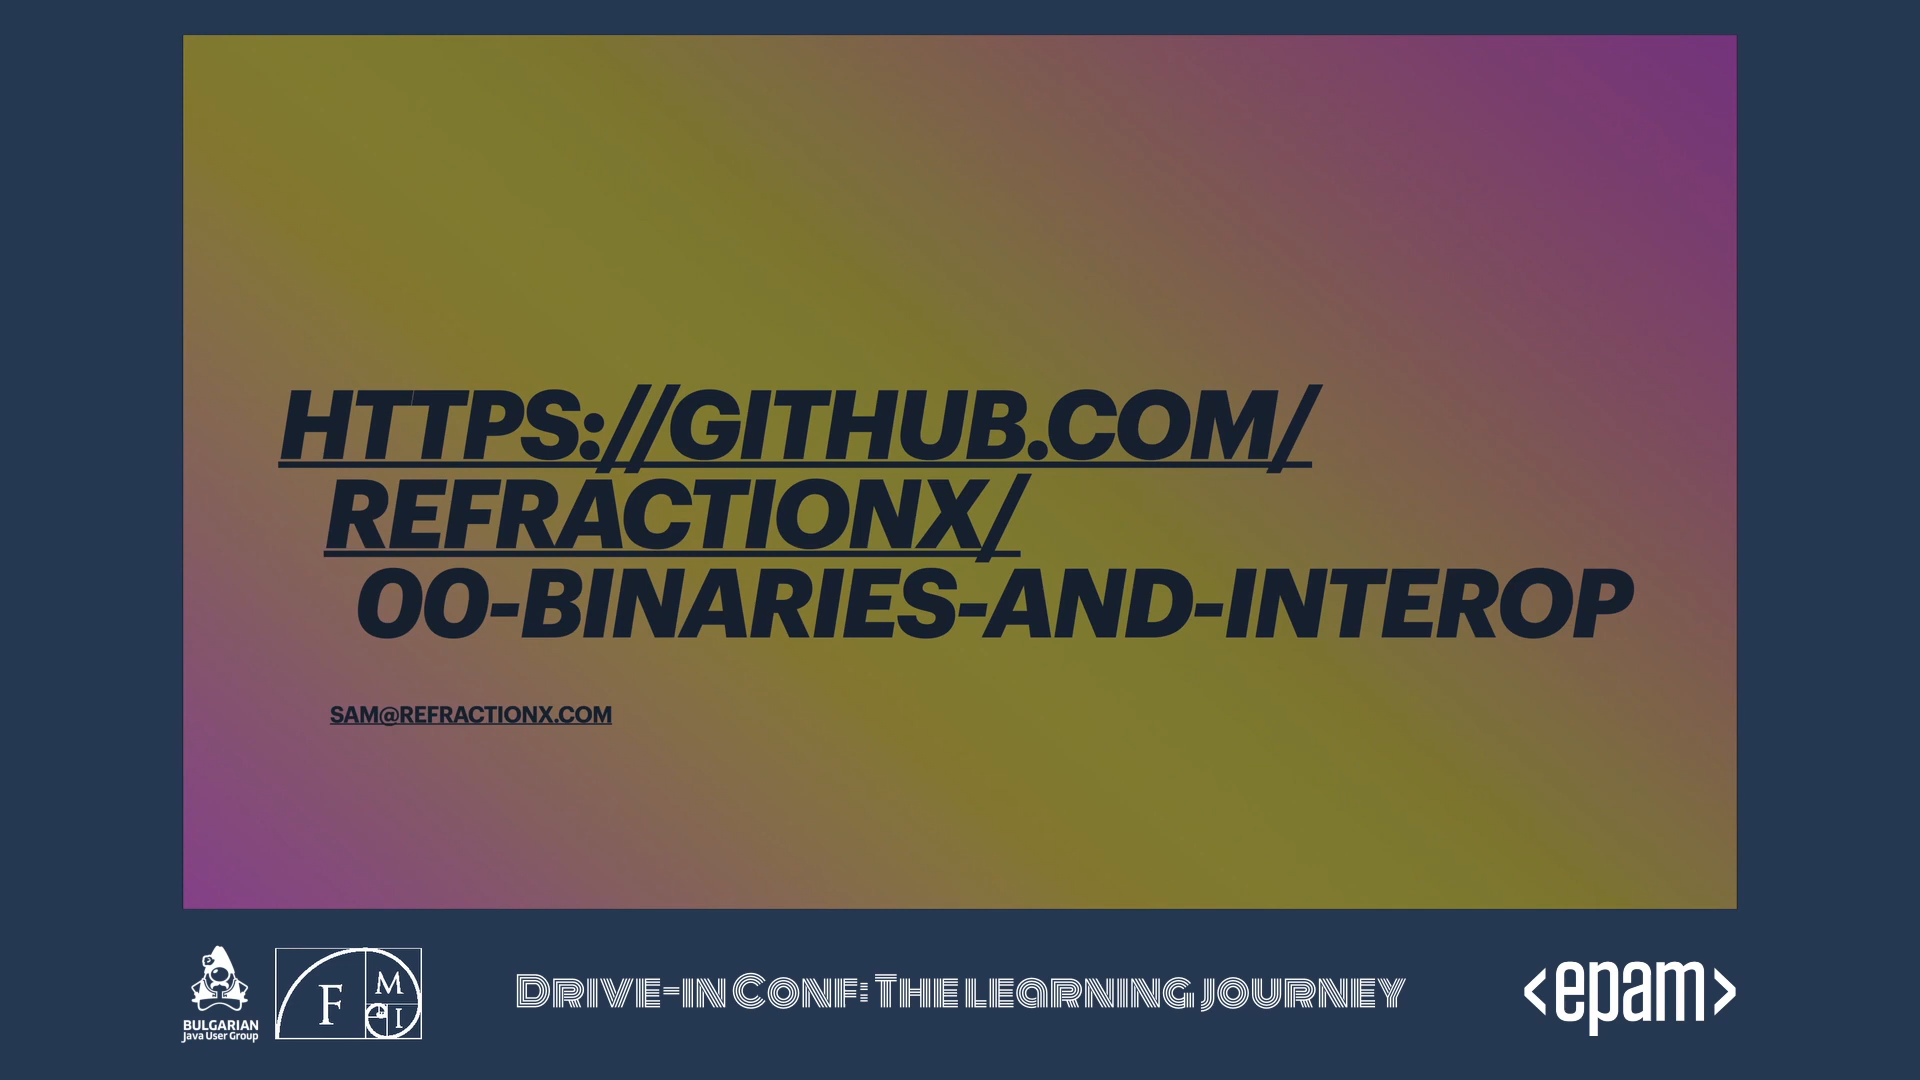 HTTPS://GITHUB.COM/
REFRACTIONX/
00-BINARIES-AND-INTEROP
SAM@REFRACTIONX.COM
BULGARIAN
Java User Group
F M I
DRIVE-IN CONF: THE LEARNING JOURNEY
<epam>